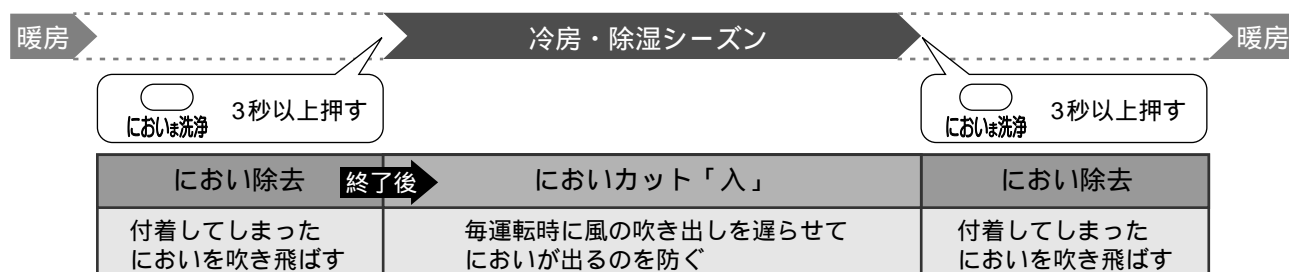 暖房
冷房・除湿シーズン
暖房
3秒以上押す
におい洗浄
3秒以上押す
におい洗浄
におい除去
終了後
においカット「入」
におい除去
付着してしまった
においを吹き飛ばす
毎運転時に風の吹き出しを遅らせて
においが出るのを防ぐ
付着してしまった
においを吹き飛ばす